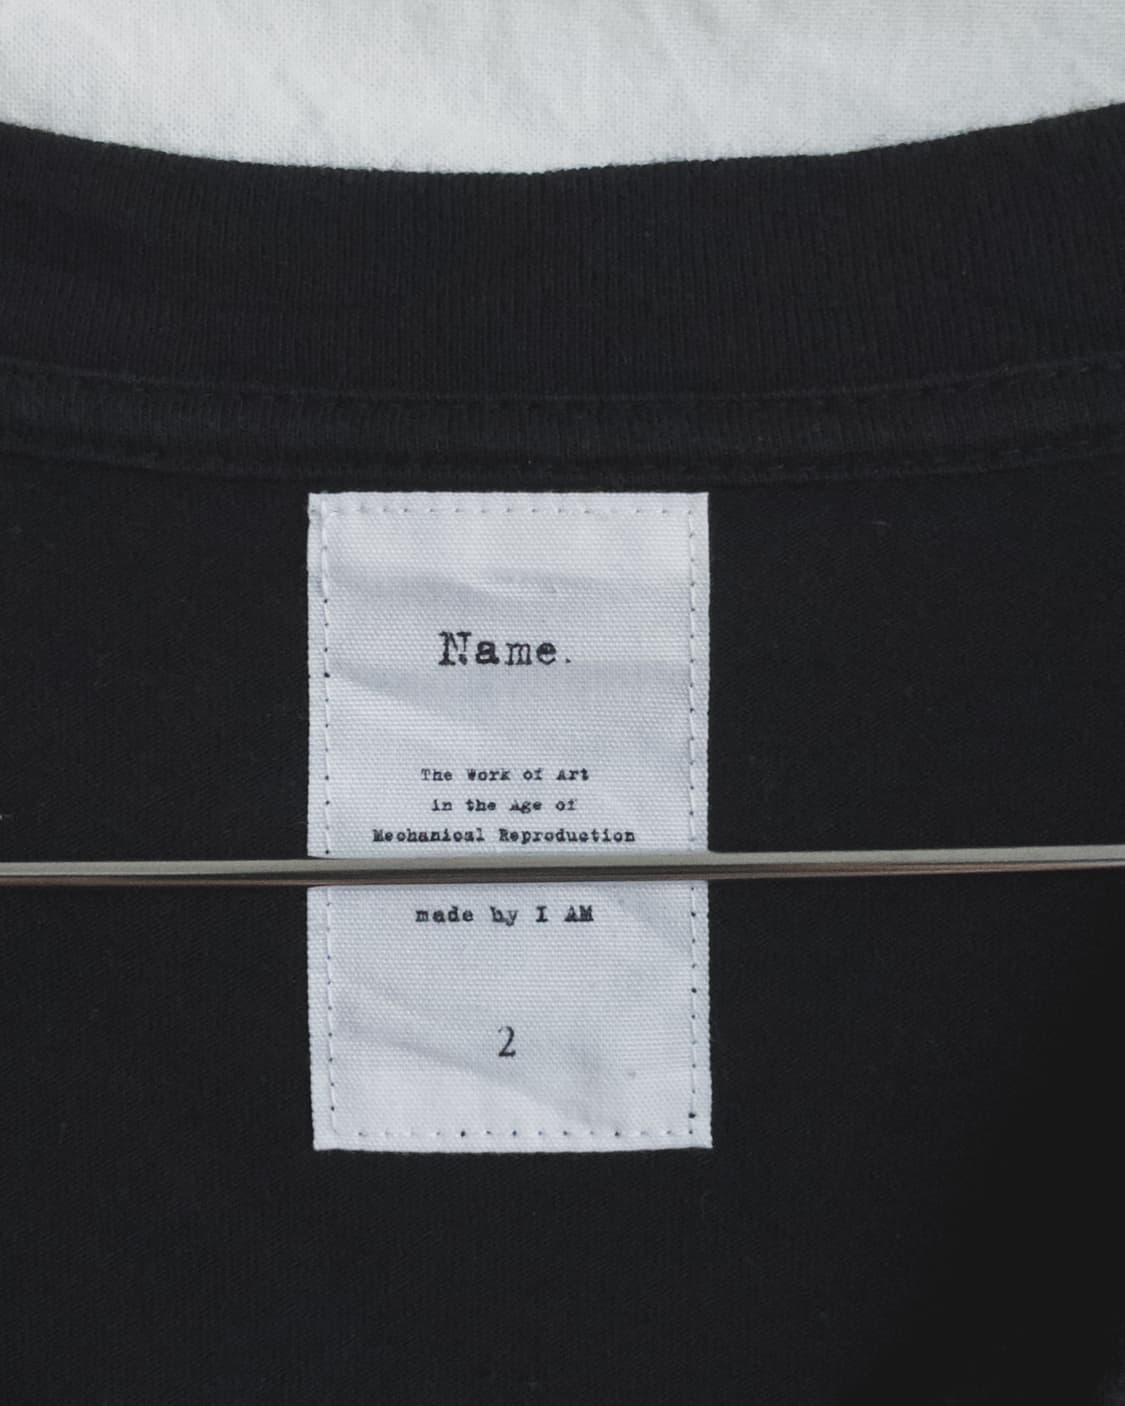 Name.
The Work of Art
in the Age of
Mechanical Reproduction
made by I AM
2